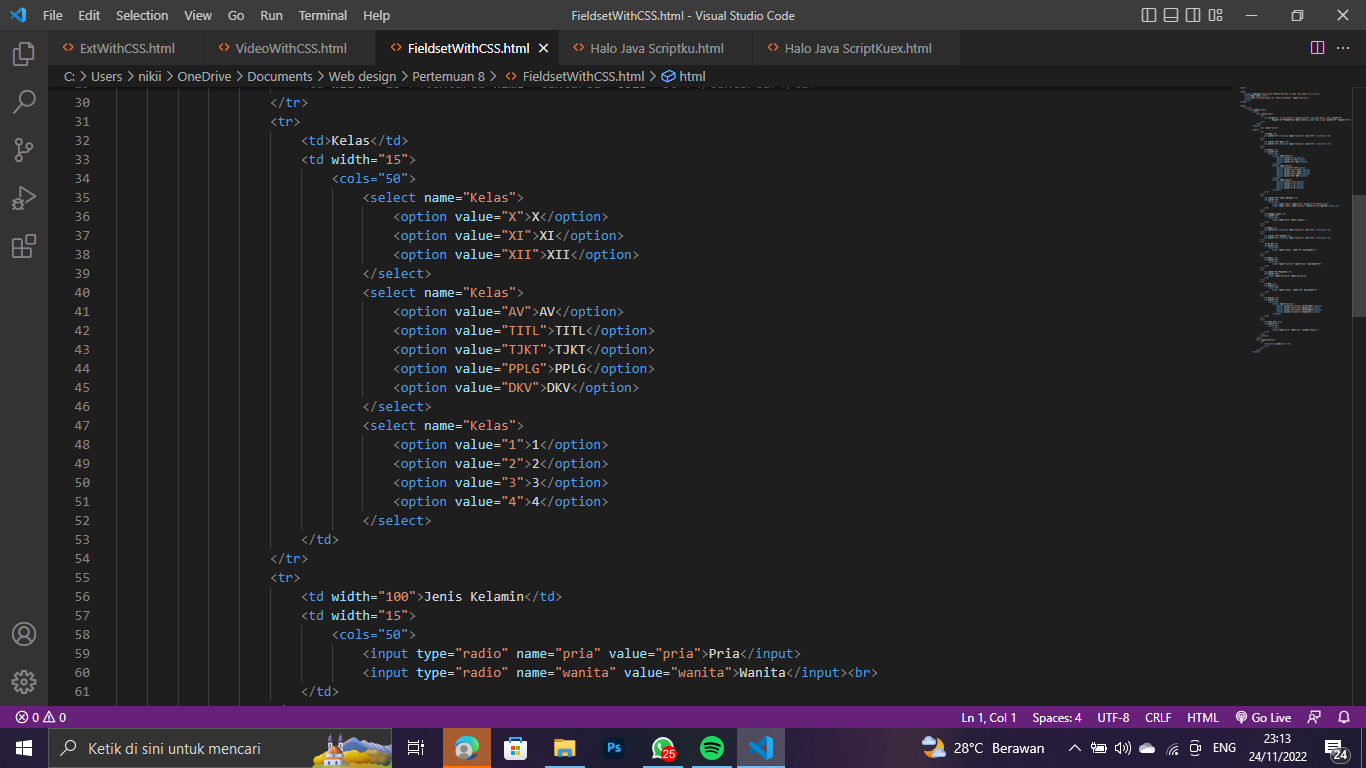 File Edit Selection View Go Run Terminal Help FieldsetWithCSS.html - Visual Studio Code
ExtWithCSS.html VideoWithCSS.html FieldsetWithCSS.html Halo Java Scriptku.html Halo Java ScriptKuex.html
C: > Users > nikii > OneDrive > Documents > Web design > Pertemuan 8 > FieldsetWithCSS.html > html
30 </tr>
31 <tr>
32 <td>Kelas</td>
33 <td width="15">
34 <cols="50">
35 <select name="Kelas">
36 <option value="X">X</option>
37 <option value="XI">XI</option>
38 <option value="XII">XII</option>
39 </select>
40 <select name="Kelas">
41 <option value="AV">AV</option>
42 <option value="TITL">TITL</option>
43 <option value="TJKT">TJKT</option>
44 <option value="PPLG">PPLG</option>
45 <option value="DKV">DKV</option>
46 </select>
47 <select name="Kelas">
48 <option value="1">1</option>
49 <option value="2">2</option>
50 <option value="3">3</option>
51 <option value="4">4</option>
52 </select>
53 </td>
54 </tr>
55 <tr>
56 <td width="100">Jenis Kelamin</td>
57 <td width="15">
58 <cols="50">
59 <input type="radio" name="pria" value="pria">Pria</input>
60 <input type="radio" name="wanita" value="wanita">Wanita</input><br>
61 </td>
0 0 Ln 1, Col 1 Spaces: 4 UTF-8 CRLF HTML Go Live
Ketik di sini untuk mencari Ps 25 28°C Berawan ENG 23:13
24/11/2022 24